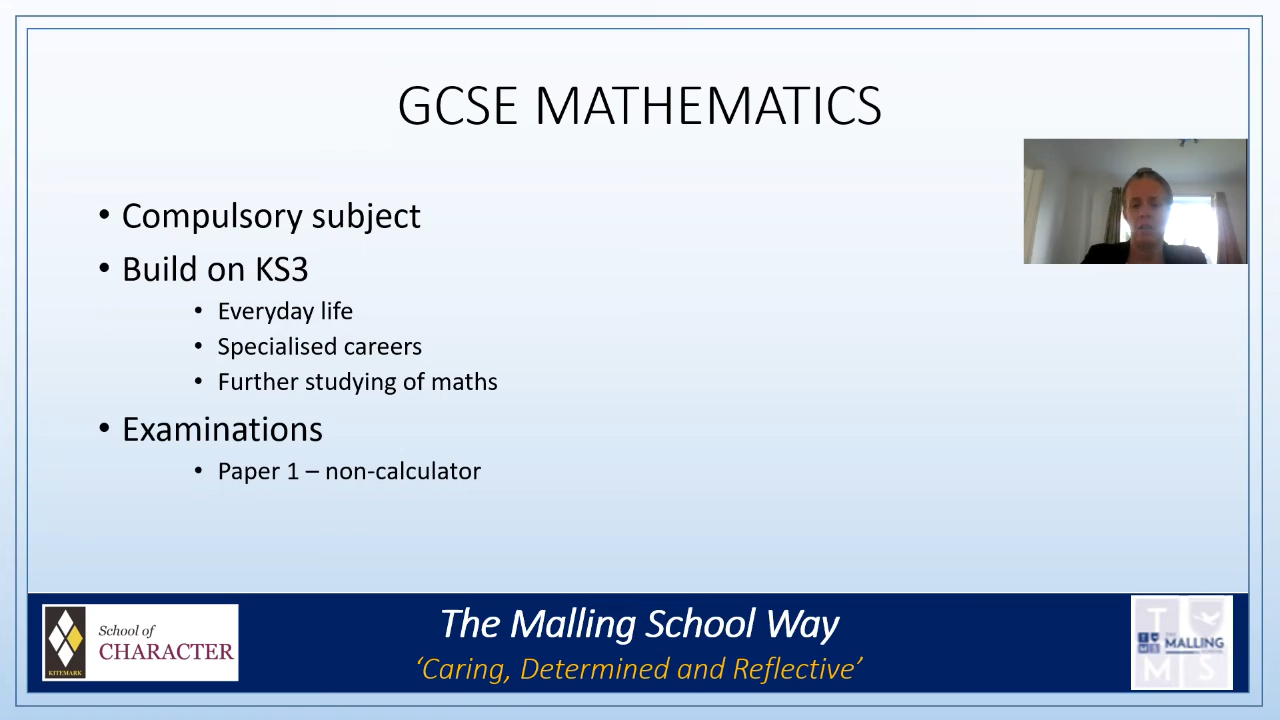 GCSE MATHEMATICS
• Compulsory subject
• Build on KS3
• Everyday life
• Specialised careers
• Further studying of maths
• Examinations
• Paper 1 – non-calculator
School of
CHARACTER
KITEMARK
The Malling School Way
‘Caring, Determined and Reflective’
T
MALLING
M S